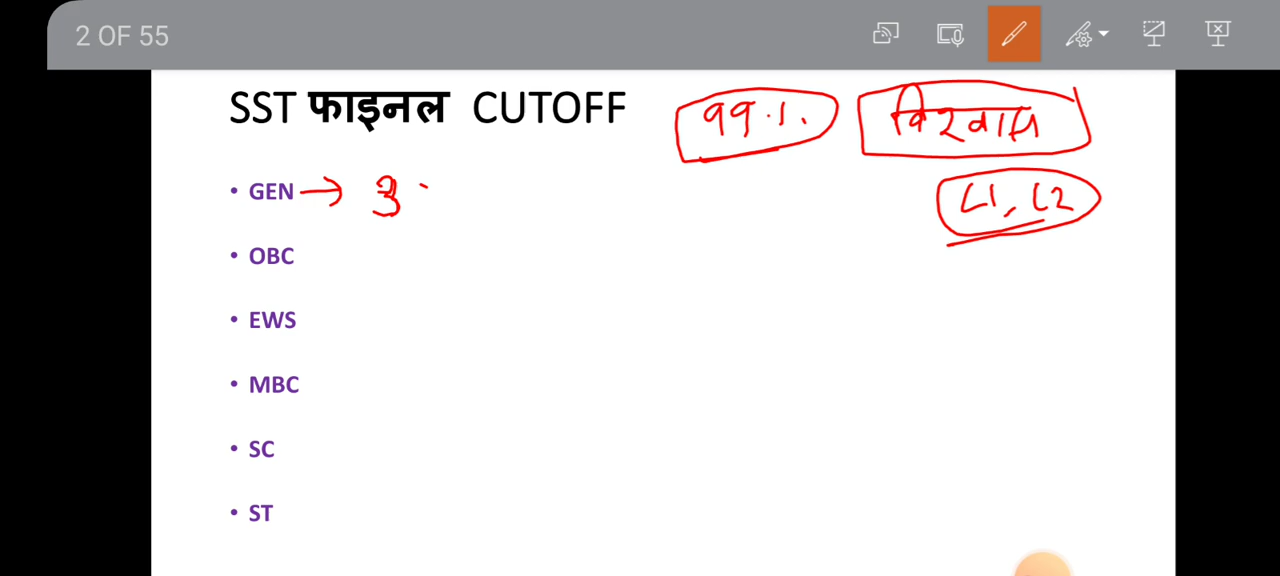 2 OF 55
SST फाइनल CUTOFF 99.1. विश्वास
• GEN → 3 L1, L2
• OBC
• EWS
• MBC
• SC
• ST